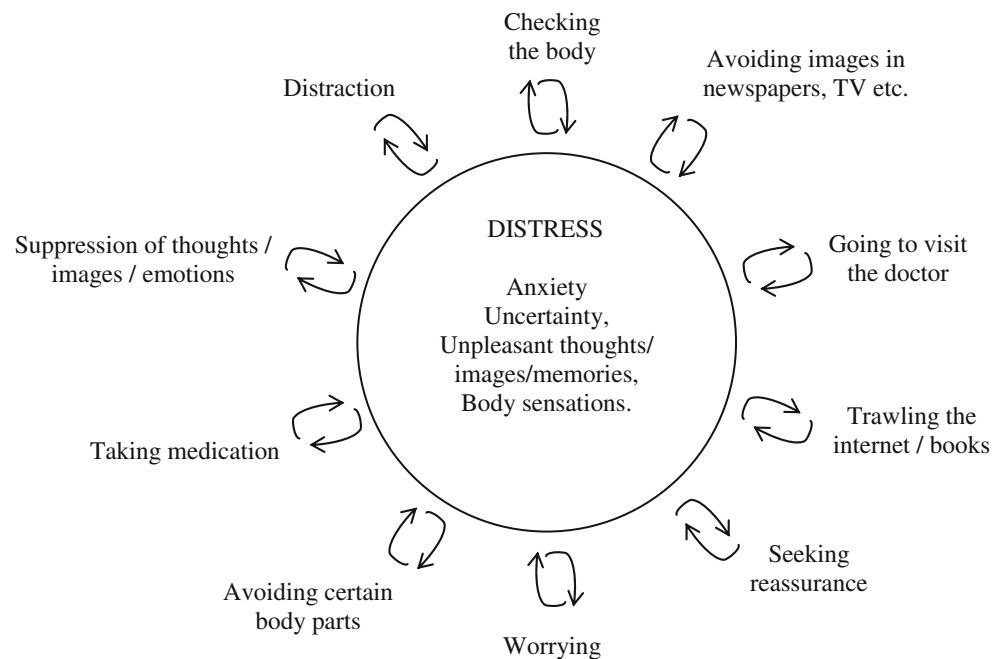 Checking
the body
Avoiding images in
newspapers, TV etc.
Distraction
DISTRESS
Anxiety
Uncertainty,
Unpleasant thoughts/
images/memories,
Body sensations.
Suppression of thoughts /
images / emotions
Going to visit
the doctor
Taking medication
Trawling the
internet / books
Avoiding certain
body parts
Seeking
reassurance
Worrying